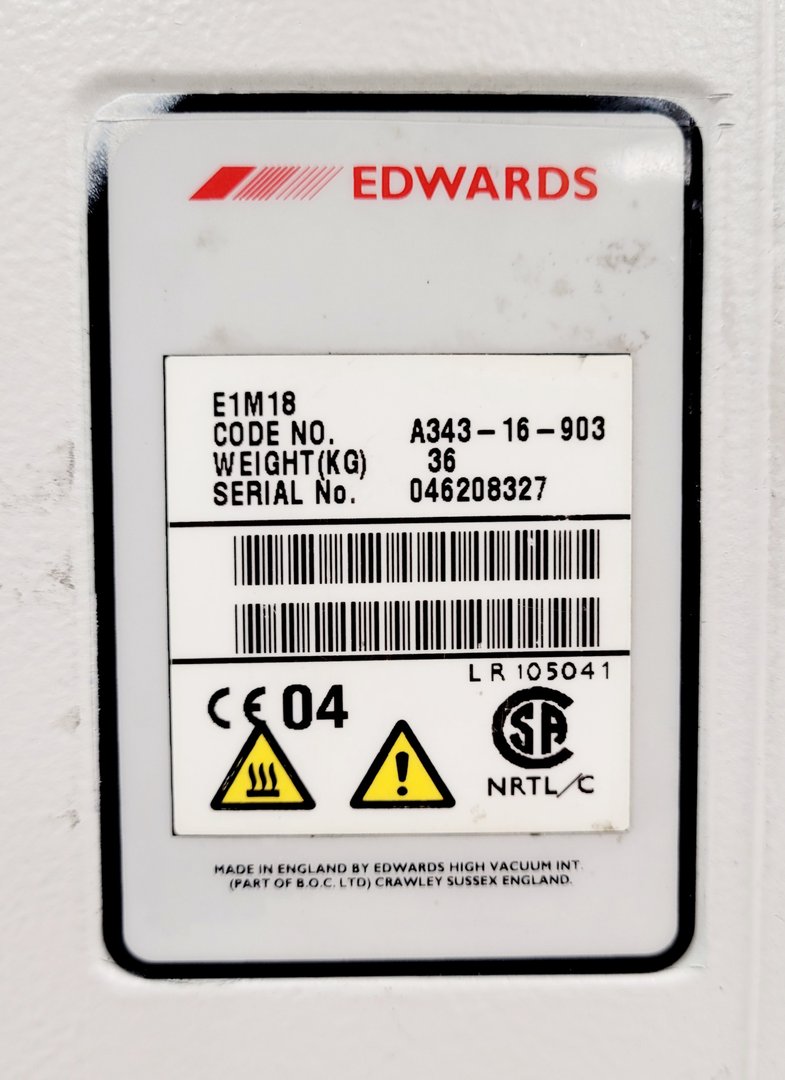 EDWARDS
E1M18
CODE NO. A343-16-903
WEIGHT(KG) 36
SERIAL No. 046208327
LR 105041
CE 04
CSA
NRTL/C
MADE IN ENGLAND BY EDWARDS HIGH VACUUM INT.
(PART OF B.O.C. LTD) CRAWLEY SUSSEX ENGLAND.